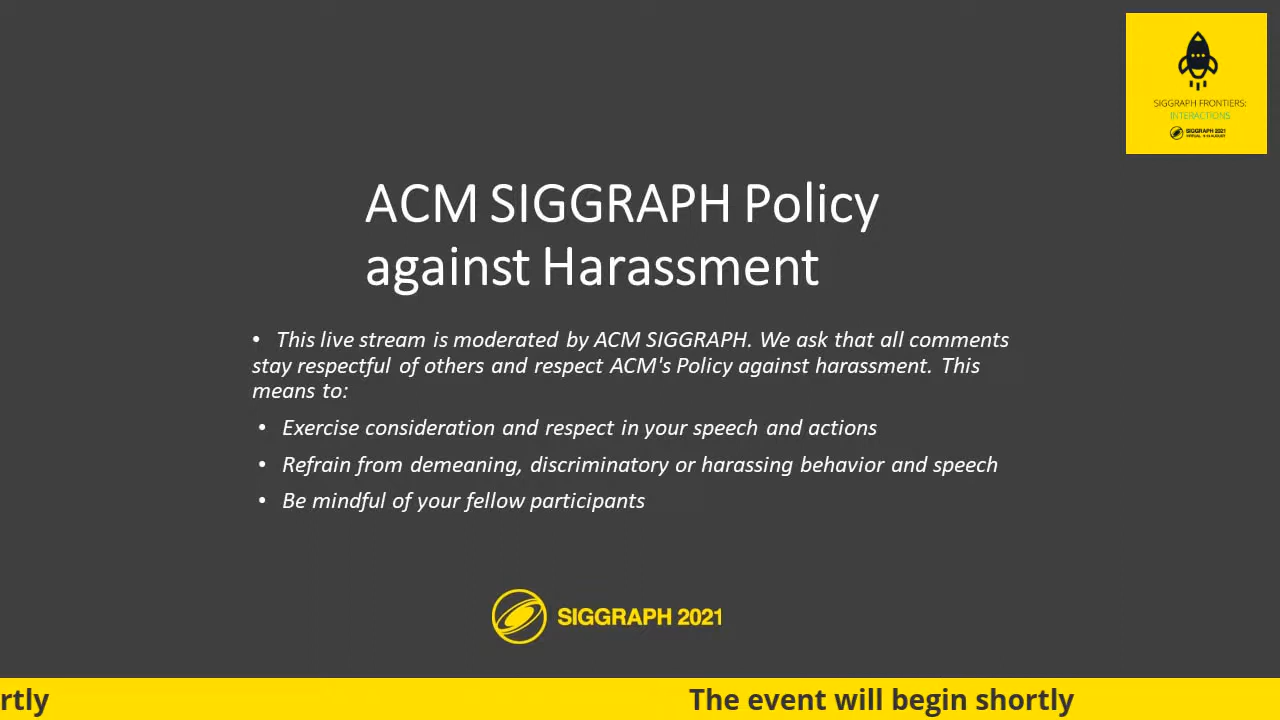 SIGGRAPH FRONTIERS:
INTERACTIONS
SIGGRAPH 2021
ACM SIGGRAPH Policy
against Harassment
• This live stream is moderated by ACM SIGGRAPH. We ask that all comments
stay respectful of others and respect ACM's Policy against harassment. This
means to:
• Exercise consideration and respect in your speech and actions
• Refrain from demeaning, discriminatory or harassing behavior and speech
• Be mindful of your fellow participants
SIGGRAPH 2021
rtly
The event will begin shortly